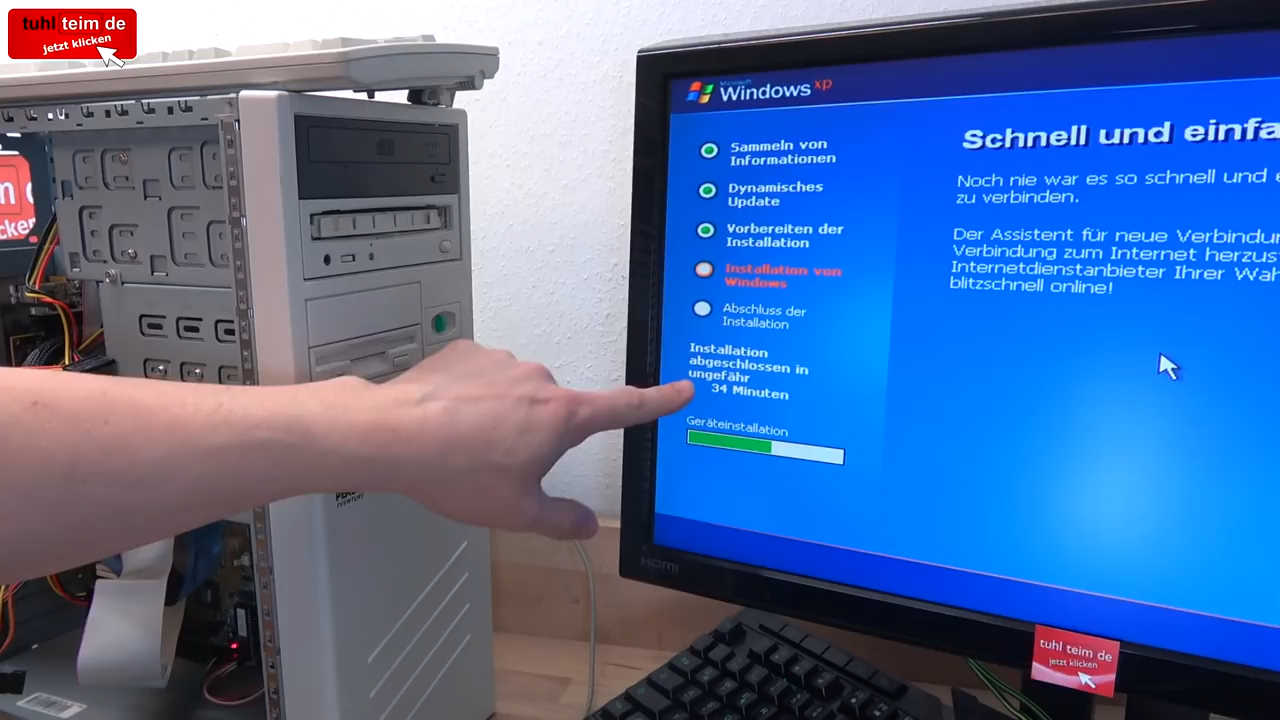 tuhl teim de
jetzt klicken
Microsoft
Windows xp
Sammeln von
Informationen
Dynamisches
Update
Vorbereiten der
Installation
Installation von
Windows
Abschluss der
Installation
Installation
abgeschlossen in
ungefähr
34 Minuten
Geräteinstallation
Schnell und einfa
Noch nie war es so schnell und e
zu verbinden.
Der Assistent für neue Verbindun
Verbindung zum Internet herzust
Internetdienstanbieter Ihrer Wah
blitzschnell online!
HDMI
tuhl teim de
jetzt klicken